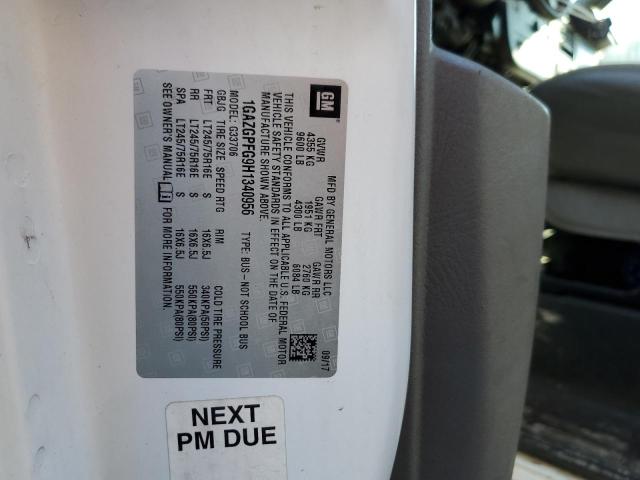 GM
MFD BY GENERAL MOTORS LLC 09/17
GVWR GAWR FRT GAWR RR
4355 KG 1951 KG 2760 KG
9600 LB 4300 LB 6084 LB
THIS VEHICLE CONFORMS TO ALL APPLICABLE U.S. FEDERAL MOTOR
VEHICLE SAFETY STANDARDS IN EFFECT ON THE DATE OF
MANUFACTURE SHOWN ABOVE.
1GAZGPFG9H1340956 TYPE: BUS-NOT SCHOOL BUS
MODEL: G33706
GBJG TIRE SIZE SPEED RTG RIM COLD TIRE PRESSURE
FRT LT245/75R16E S 16X6.5J 340KPA(50PSI)
RR LT245/75R16E S 16X6.5J 550KPA(80PSI)
SPA LT245/75R16E S 16X6.5J 550KPA(80PSI)
SEE OWNER'S MANUAL FOR MORE INFORMATION.
NEXT
PM DUE